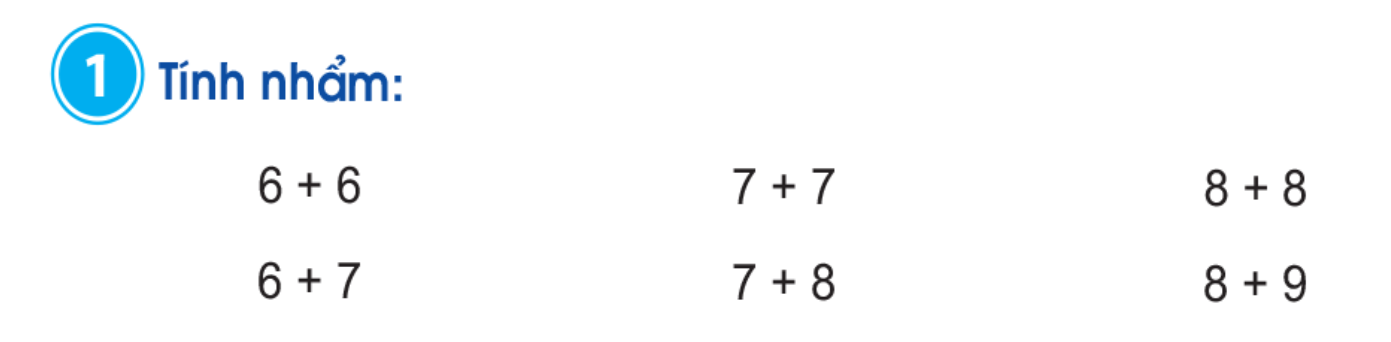 1 Tính nhẩm:
6 + 6 7 + 7 8 + 8
6 + 7 7 + 8 8 + 9